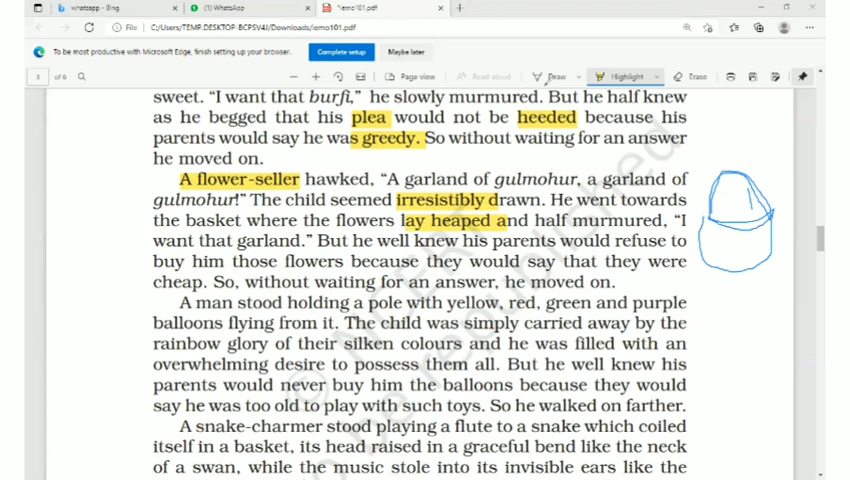 whatsapp - Bing
(1) WhatsApp
*iemo101.pdf
File
C:/Users/TEMP.DESKTOP-BCPSV4J/Downloads/iemo101.pdf
To be most productive with Microsoft Edge, finish setting up your browser.
Complete setup
Maybe later
of 6
Page view
Read aloud
Draw
Highlight
Erase
sweet. “I want that burfi,” he slowly murmured. But he half knew
as he begged that his plea would not be heeded because his
parents would say he was greedy. So without waiting for an answer
he moved on.
A flower-seller hawked, “A garland of gulmohur, a garland of
gulmohur!” The child seemed irresistibly drawn. He went towards
the basket where the flowers lay heaped and half murmured, “I
want that garland.” But he well knew his parents would refuse to
buy him those flowers because they would say that they were
cheap. So, without waiting for an answer, he moved on.
A man stood holding a pole with yellow, red, green and purple
balloons flying from it. The child was simply carried away by the
rainbow glory of their silken colours and he was filled with an
overwhelming desire to possess them all. But he well knew his
parents would never buy him the balloons because they would
say he was too old to play with such toys. So he walked on farther.
A snake-charmer stood playing a flute to a snake which coiled
itself in a basket, its head raised in a graceful bend like the neck
of a swan, while the music stole into its invisible ears like the
© NCERT
to be republished